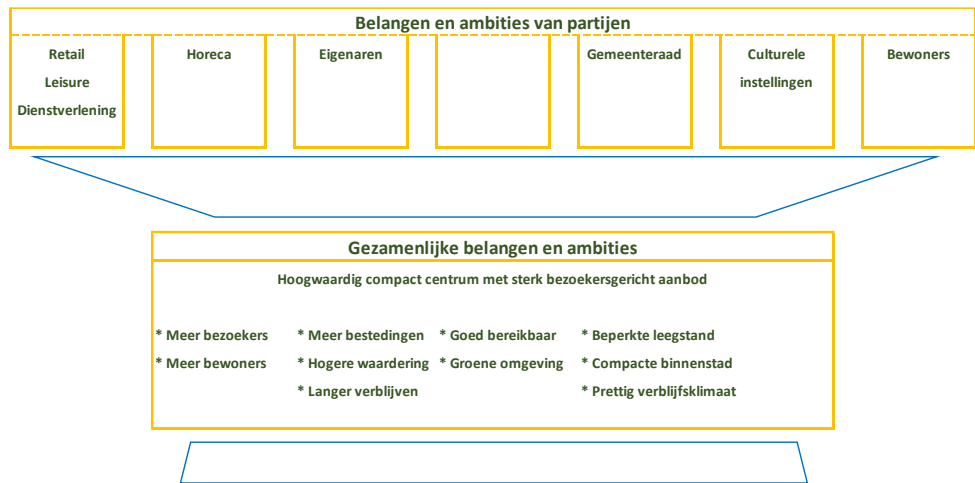 Belangen en ambities van partijen
Retail
Leisure
Dienstverlening
Horeca
Eigenaren
Gemeenteraad
Culturele
instellingen
Bewoners
Gezamenlijke belangen en ambities
Hoogwaardig compact centrum met sterk bezoekersgericht aanbod
* Meer bezoekers
* Meer bewoners
* Meer bestedingen
* Hogere waardering
* Langer verblijven
* Goed bereikbaar
* Groene omgeving
* Beperkte leegstand
* Compacte binnenstad
* Prettig verblijfsklimaat